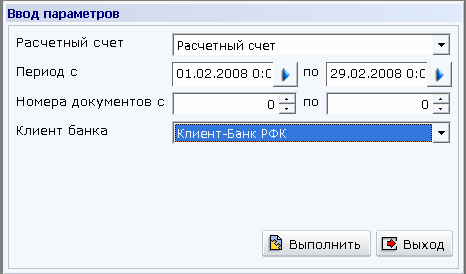 Ввод параметров
Расчетный счет Расчетный счет
Период с 01.02.2008 0:0 по 29.02.2008 0:0
Номера документов с 0 по 0
Клиент банка Клиент-Банк РФК
Выполнить Выход